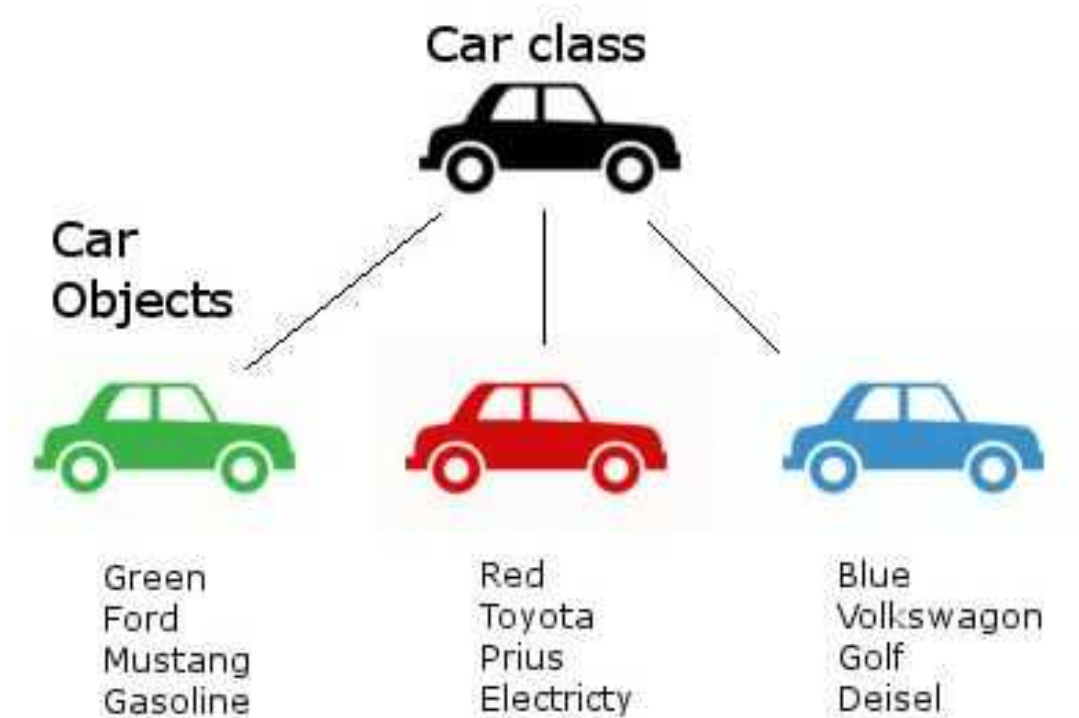 Car class
Car
Objects
Green
Ford
Mustang
Gasoline
Red
Toyota
Prius
Electricty
Blue
Volkswagon
Golf
Deisel